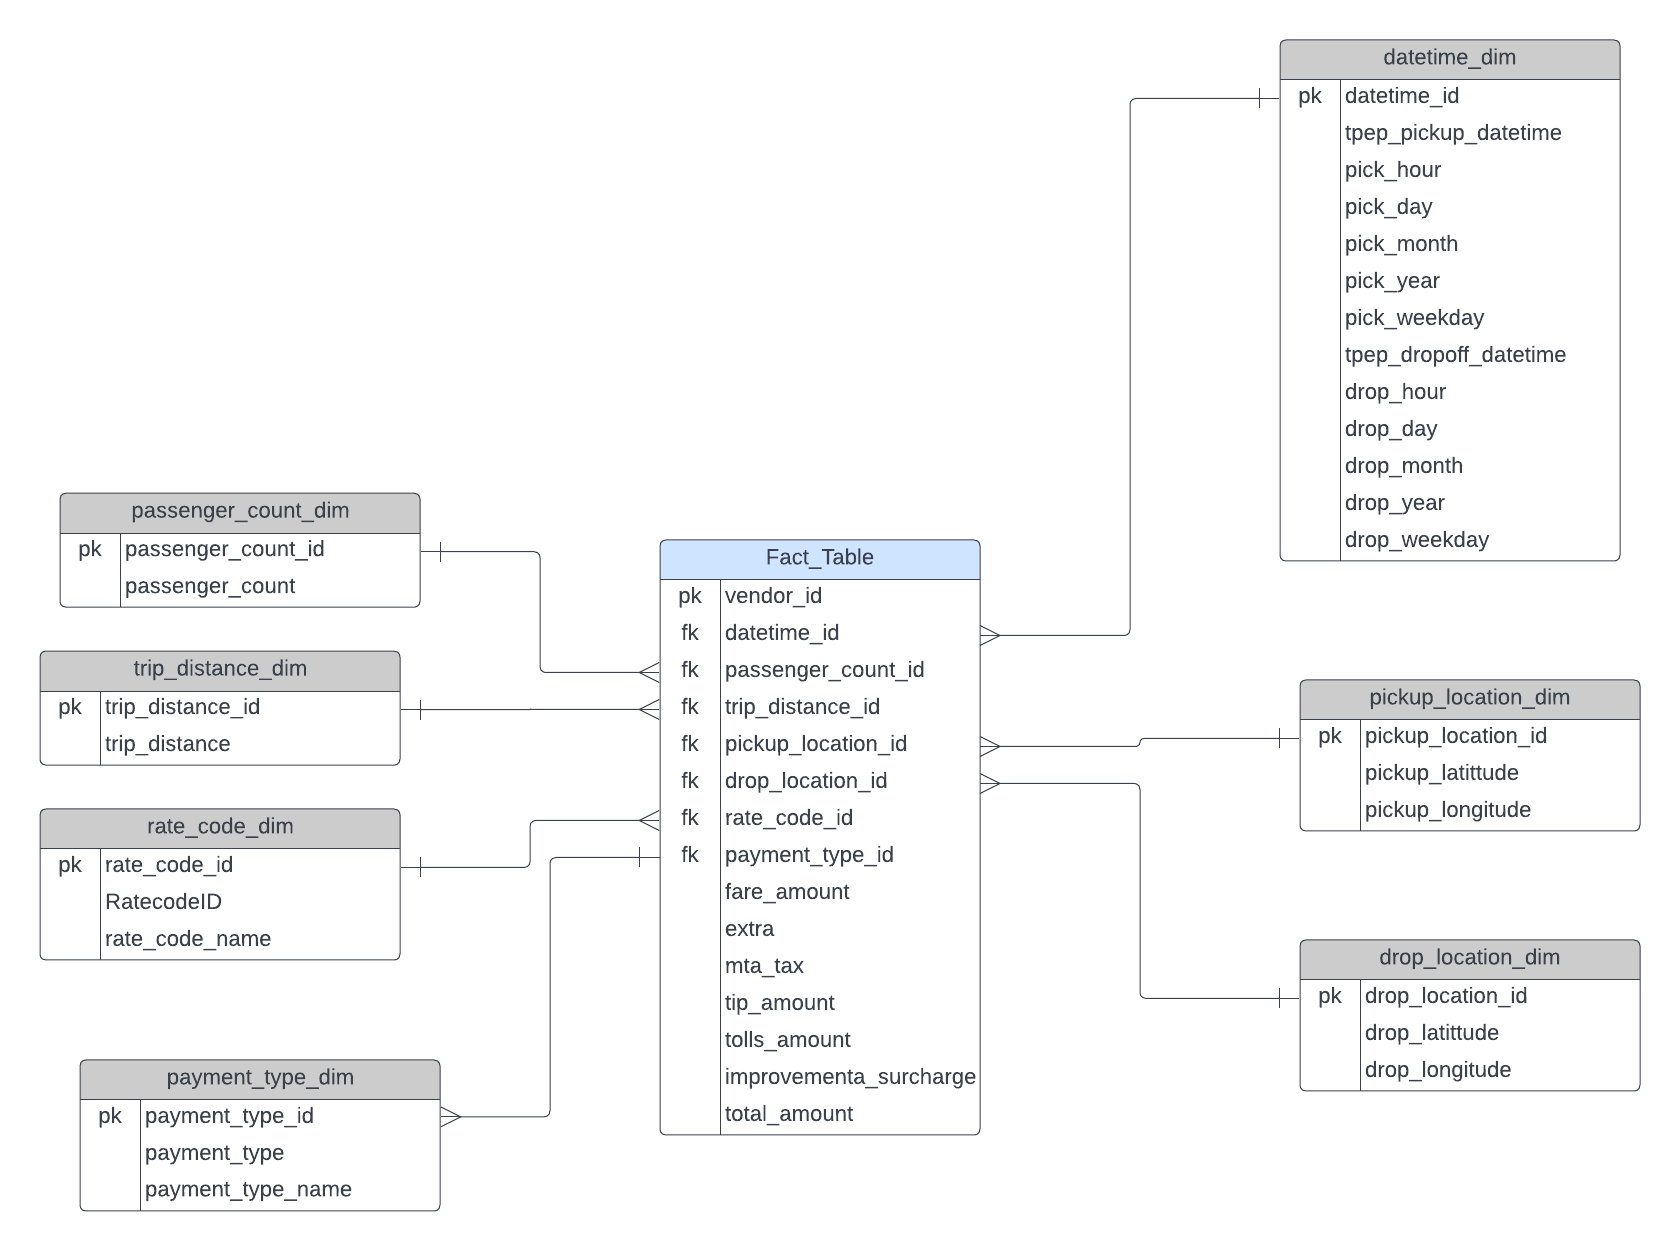 datetime_dim
pk datetime_id
tpep_pickup_datetime
pick_hour
pick_day
pick_month
pick_year
pick_weekday
tpep_dropoff_datetime
drop_hour
drop_day
drop_month
drop_year
drop_weekday
passenger_count_dim
pk passenger_count_id
passenger_count
trip_distance_dim
pk trip_distance_id
trip_distance
rate_code_dim
pk rate_code_id
RatecodeID
rate_code_name
payment_type_dim
pk payment_type_id
payment_type
payment_type_name
Fact_Table
pk vendor_id
fk datetime_id
fk passenger_count_id
fk trip_distance_id
fk pickup_location_id
fk drop_location_id
fk rate_code_id
fk payment_type_id
fare_amount
extra
mta_tax
tip_amount
tolls_amount
improvementa_surcharge
total_amount
pickup_location_dim
pk pickup_location_id
pickup_latittude
pickup_longitude
drop_location_dim
pk drop_location_id
drop_latittude
drop_longitude